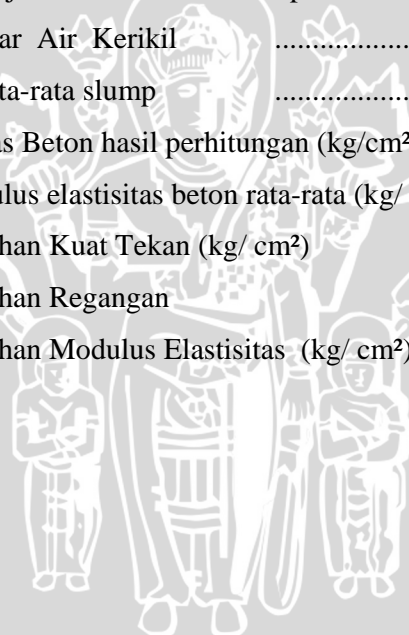 ar Air Kerikil ..................
ta-rata slump ..................
as Beton hasil perhitungan (kg/cm²
ulus elastisitas beton rata-rata (kg/
han Kuat Tekan (kg/ cm²)
han Regangan
han Modulus Elastisitas (kg/ cm²)